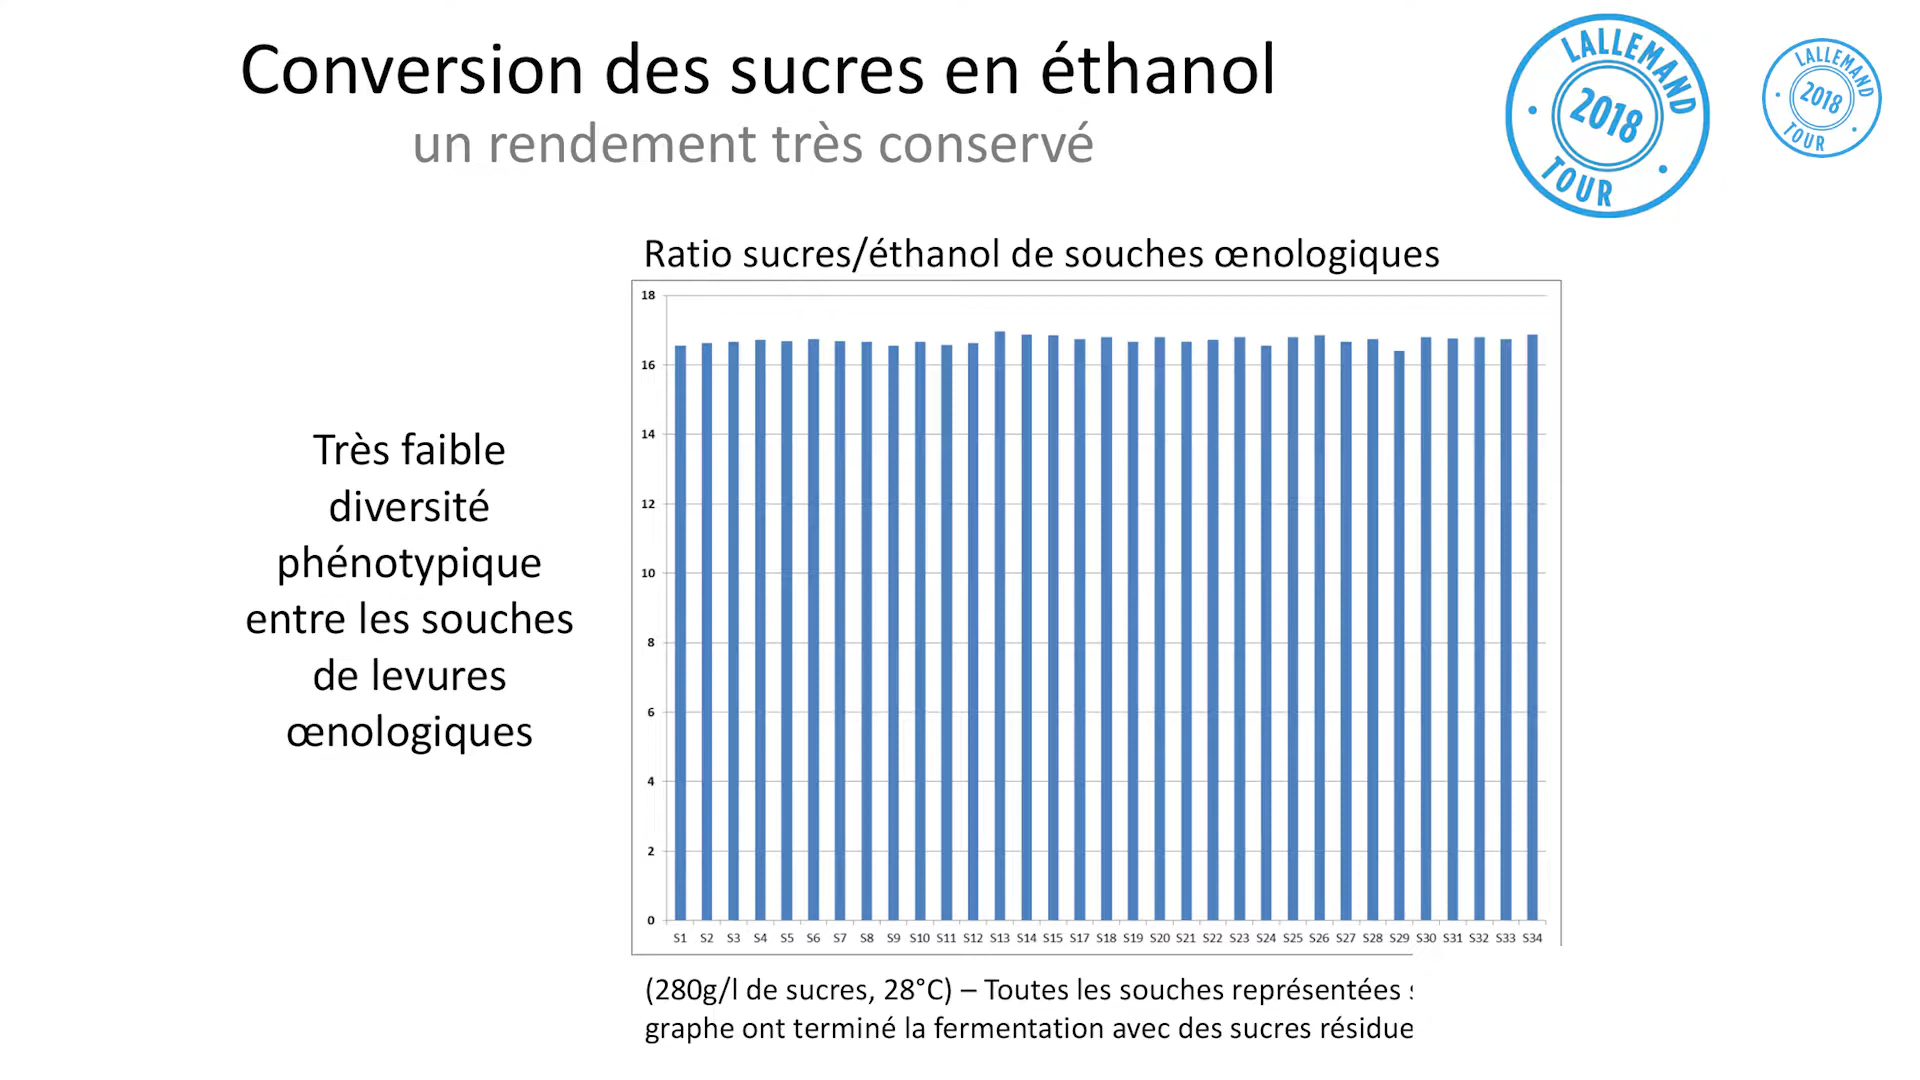 Conversion des sucres en éthanol
un rendement très conservé
LALLEMAND
2018
TOUR
LALLEMAND
2018
TOUR
Ratio sucres/éthanol de souches œnologiques
18
16
14
12
10
8
6
4
2
0
S1 S2 S3 S4 S5 S6 S7 S8 S9 S10 S11 S12 S13 S14 S15 S17 S18 S19 S20 S21 S22 S23 S24 S25 S26 S27 S28 S29 S30 S31 S32 S33 S34
Très faible
diversité
phénotypique
entre les souches
de levures
œnologiques
(280g/l de sucres, 28°C) – Toutes les souches représentées
graphe ont terminé la fermentation avec des sucres résidue